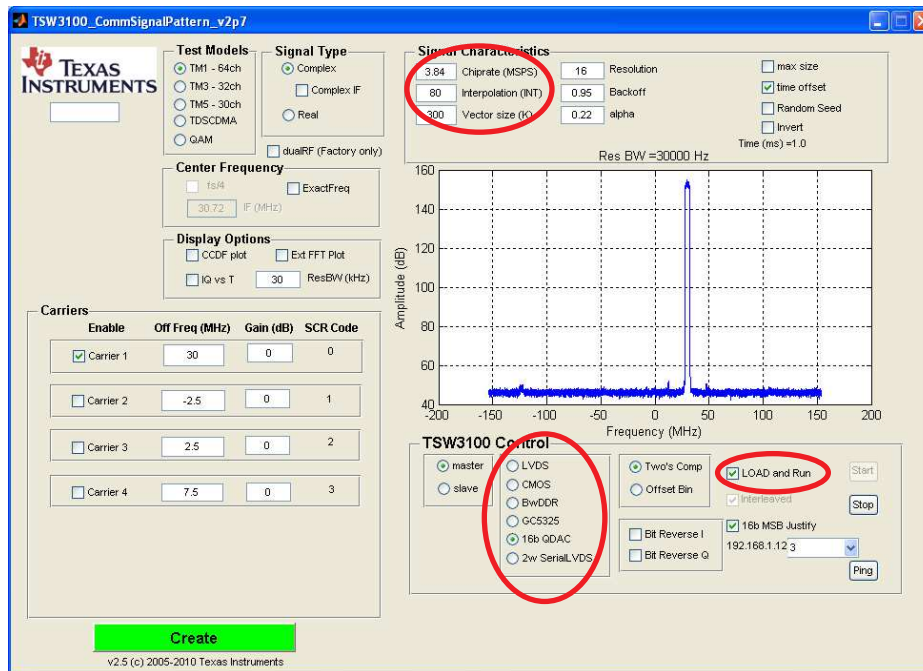 TSW3100_CommSignalPattern_v2p7
TEXAS
INSTRUMENTS
Test Models
TM1 - 64ch
TM3 - 32ch
TM5 - 30ch
TDSCDMA
QAM
Signal Type
Complex
Complex IF
Real
dualRF (Factory only)
Center Frequency
fs/4
ExactFreq
30.72 IF (MHz)
Display Options
CCDF plot Ext FFT Plot
IQ vs T 30 ResBW (kHz)
Signal Characteristics
3.84 Chiprate (MSPS) 16 Resolution max size
80 Interpolation (INT) 0.95 Backoff time offset
300 Vector size (K) 0.22 alpha Random Seed
Invert
Time (ms) =1.0
Res BW =30000 Hz
160
140
120
100
80
60
40
Amplitude (dB)
-200 -150 -100 -50 0 50 100 150 200
Frequency (MHz)
Carriers
Enable Off Freq (MHz) Gain (dB) SCR Code
Carrier 1 30 0 0
Carrier 2 -2.5 0 1
Carrier 3 2.5 0 2
Carrier 4 7.5 0 3
TSW3100 Control
master
slave
LVDS
CMOS
BwDDR
GC5325
16b QDAC
2w SerialLVDS
Two's Comp
Offset Bin
Bit Reverse I
Bit Reverse Q
LOAD and Run
Interleaved
16b MSB Justify
192.168.1.12 3
Start
Stop
Ping
Create
v2.5 (c) 2005-2010 Texas Instruments